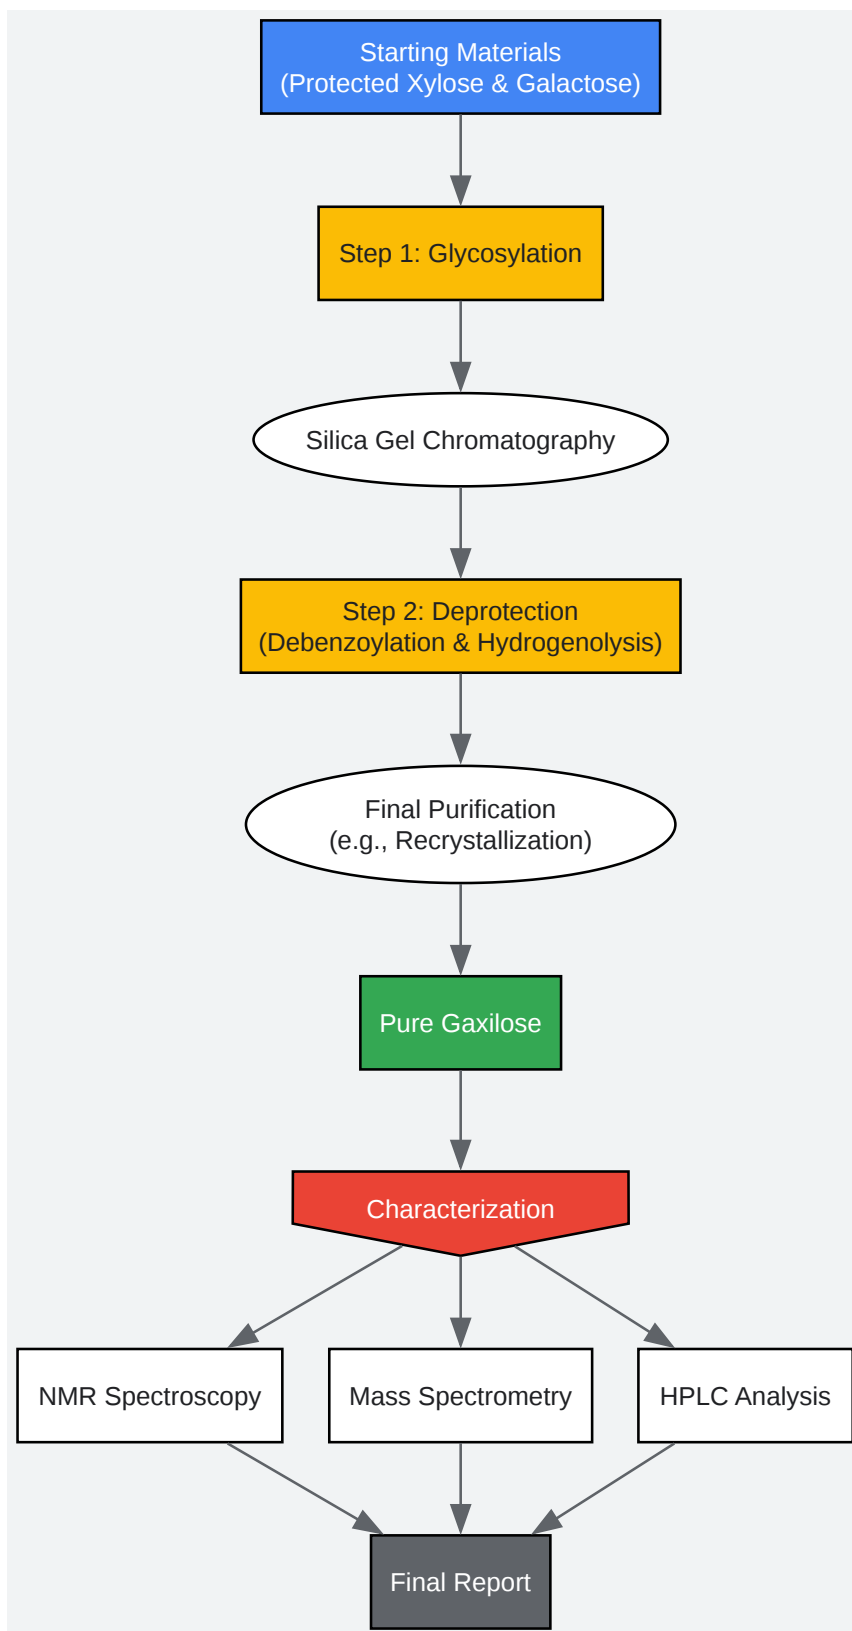 Starting Materials
(Protected Xylose & Galactose)
Step 1: Glycosylation
Silica Gel Chromatography
Step 2: Deprotection
(Debenzoylation & Hydrogenolysis)
Final Purification
(e.g., Recrystallization)
Pure Gaxilose
Characterization
NMR Spectroscopy
Mass Spectrometry
HPLC Analysis
Final Report